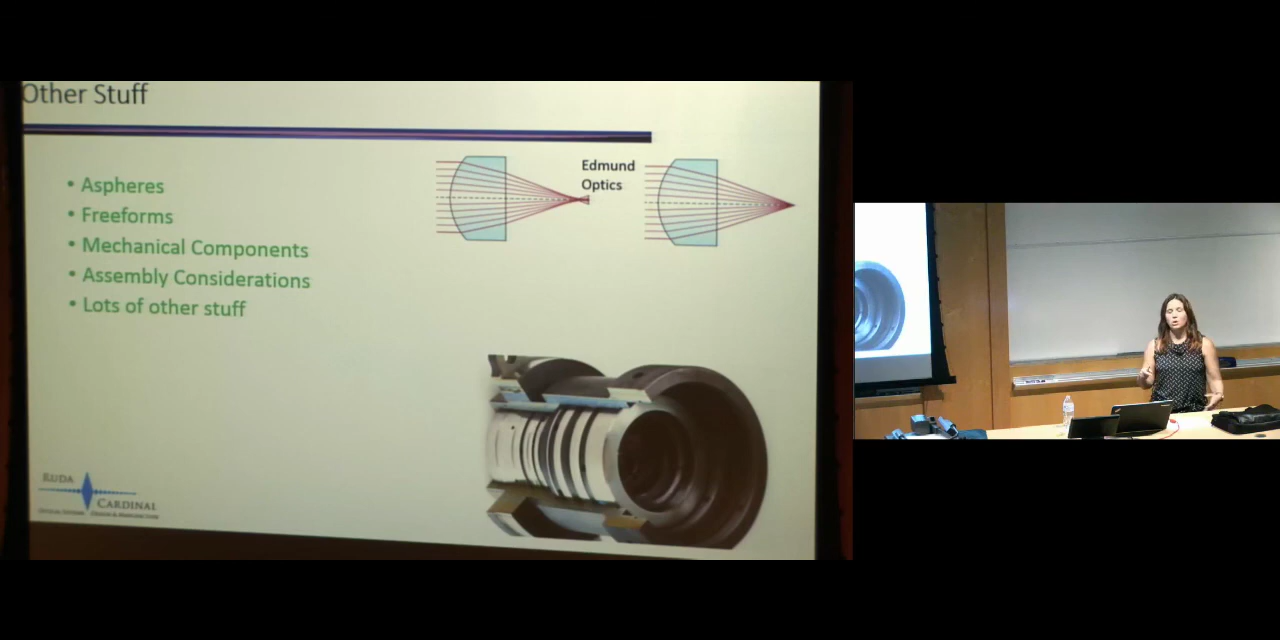 Other Stuff
• Aspheres
• Freeforms
• Mechanical Components
• Assembly Considerations
• Lots of other stuff
Edmund
Optics
RUDA
CARDINAL